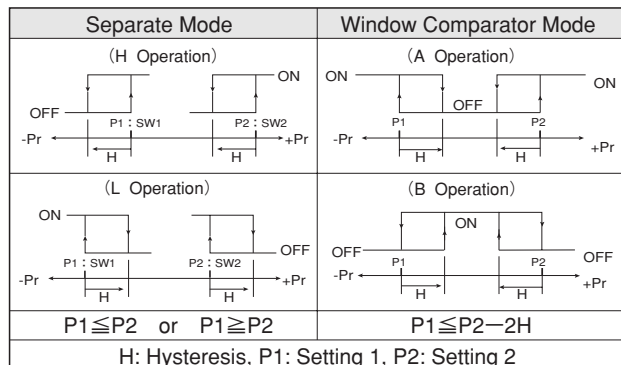 Separate Mode Window Comparator Mode
(H Operation) (A Operation)
ON ON ON
OFF OFF
P1 : SW1 P2 : SW2 P1 P2
-Pr +Pr -Pr +Pr
H H H H
(L Operation) (B Operation)
ON ON
OFF OFF OFF
P1 : SW1 P2 : SW2 P1 P2
-Pr +Pr -Pr +Pr
H H H H
P1≦P2 or P1≧P2 P1≦P2−2H
H: Hysteresis, P1: Setting 1, P2: Setting 2